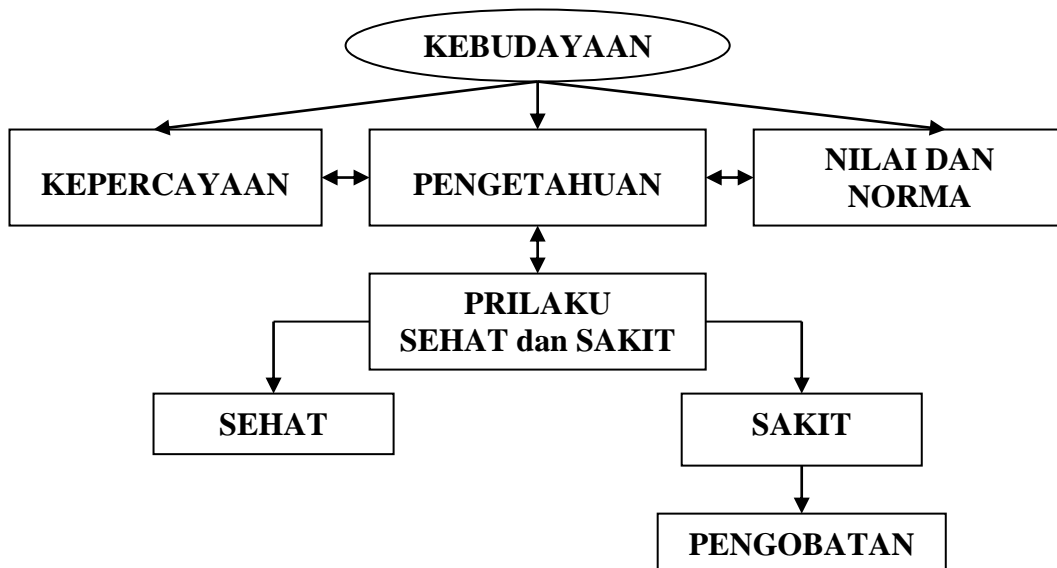 KEBUDAYAAN
KEPERCAYAAN
PENGETAHUAN
NILAI DAN
NORMA
PRILAKU
SEHAT dan SAKIT
SEHAT
SAKIT
PENGOBATAN